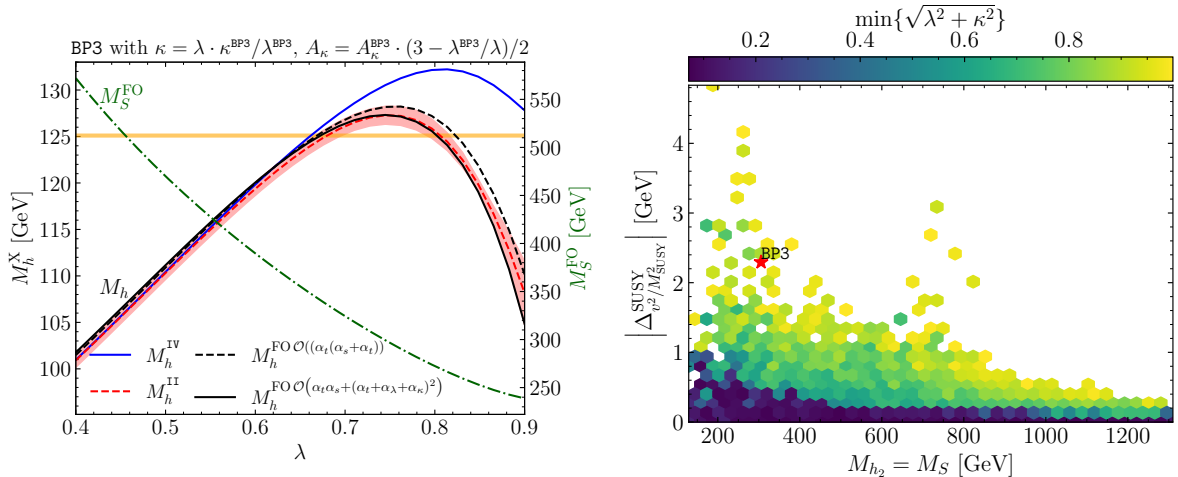 BP3 with κ = λ · κ^BP3/λ^BP3, A_κ = A_κ^BP3 · (3 − λ^BP3/λ)/2
130
125
120
115
110
105
100
M_h^X [GeV]
M_S^FO
M_h
M_h^IV
M_h^II
M_h^FO O((α_t(α_s+α_t))
M_h^FO O(α_tα_s+(α_t+α_λ+α_κ)^2)
550
500
450
400
350
300
250
M_S^FO [GeV]
0.4 0.5 0.6 0.7 0.8 0.9
λ
min{√λ^2 + κ^2}
0.2 0.4 0.6 0.8
4
3
2
1
0
|Δ^SUSY_v^2/M^2_SUSY| [GeV]
BP3
200 400 600 800 1000 1200
M_h_2 = M_S [GeV]